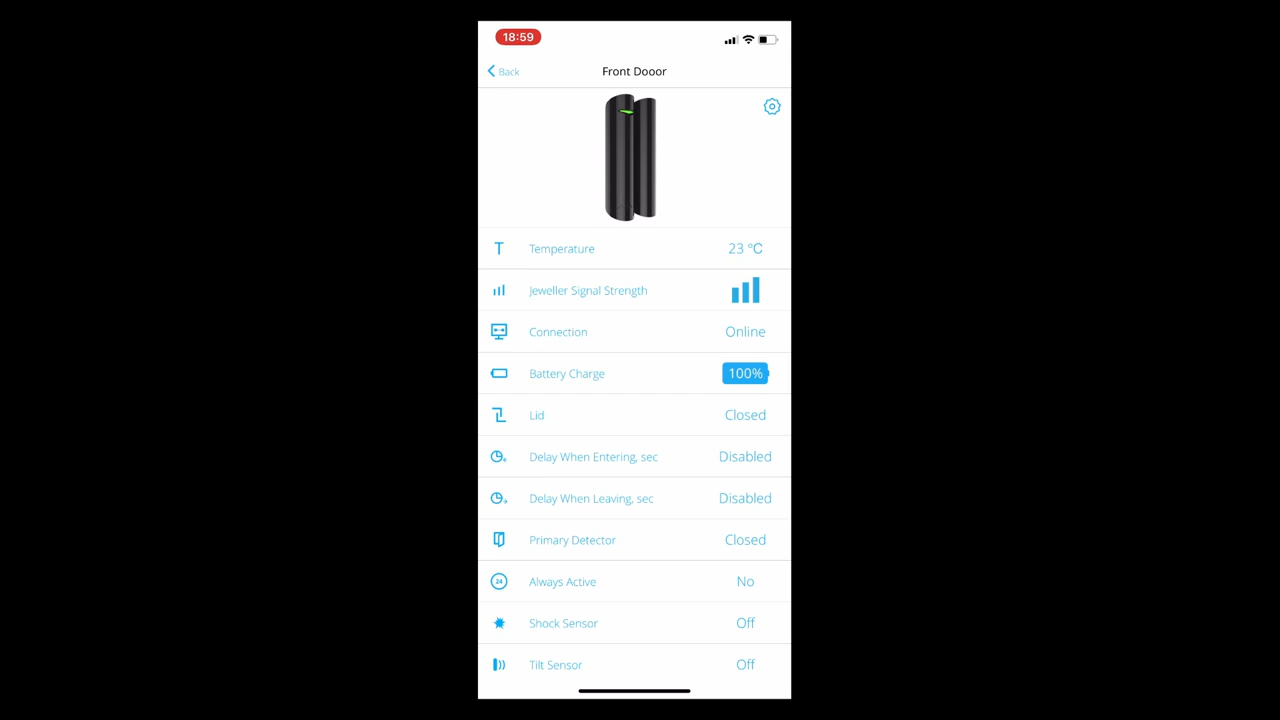 18:59
Back
Front Dooor
T Temperature 23 °C
Jeweller Signal Strength
Connection Online
Battery Charge 100%
Lid Closed
Delay When Entering, sec Disabled
Delay When Leaving, sec Disabled
Primary Detector Closed
24 Always Active No
Shock Sensor Off
Tilt Sensor Off